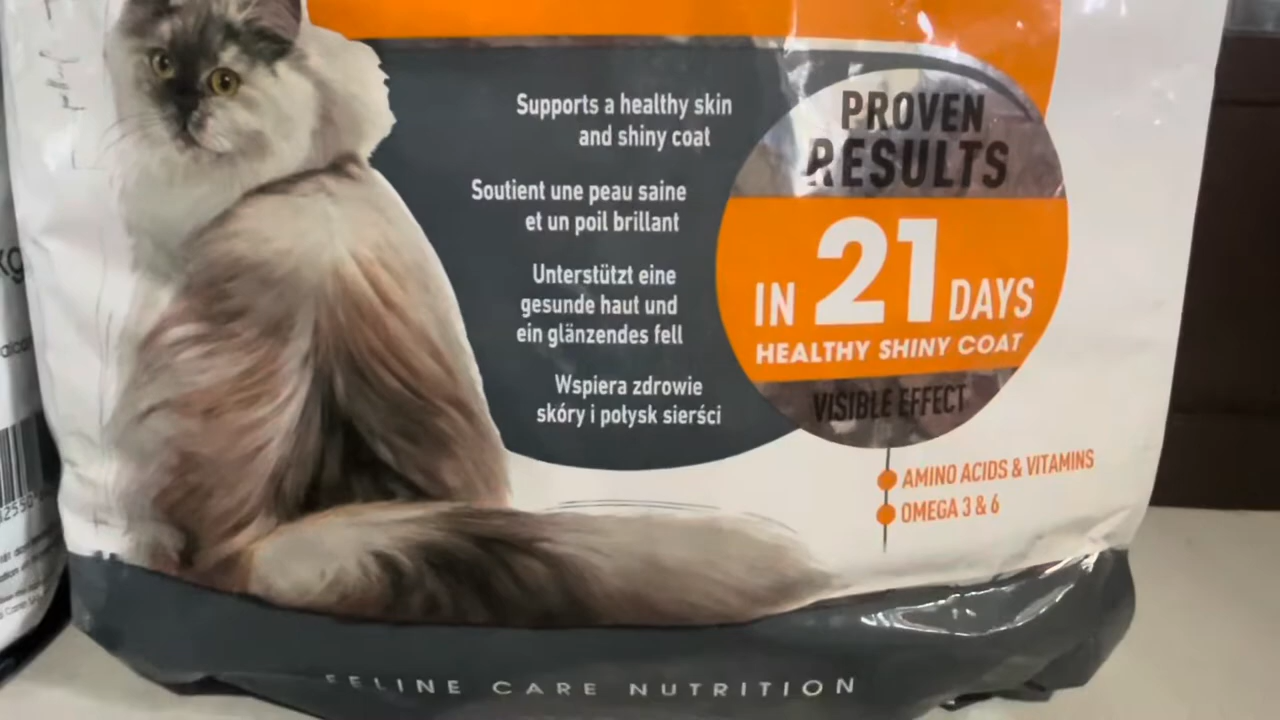 Supports a healthy skin
and shiny coat
Soutient une peau saine
et un poil brillant
Unterstützt eine
gesunde haut und
ein glänzendes fell
Wspiera zdrowie
skóry i połysk sierści
PROVEN
RESULTS
IN 21 DAYS
HEALTHY SHINY COAT
VISIBLE EFFECT
AMINO ACIDS & VITAMINS
OMEGA 3 & 6
FELINE CARE NUTRITION